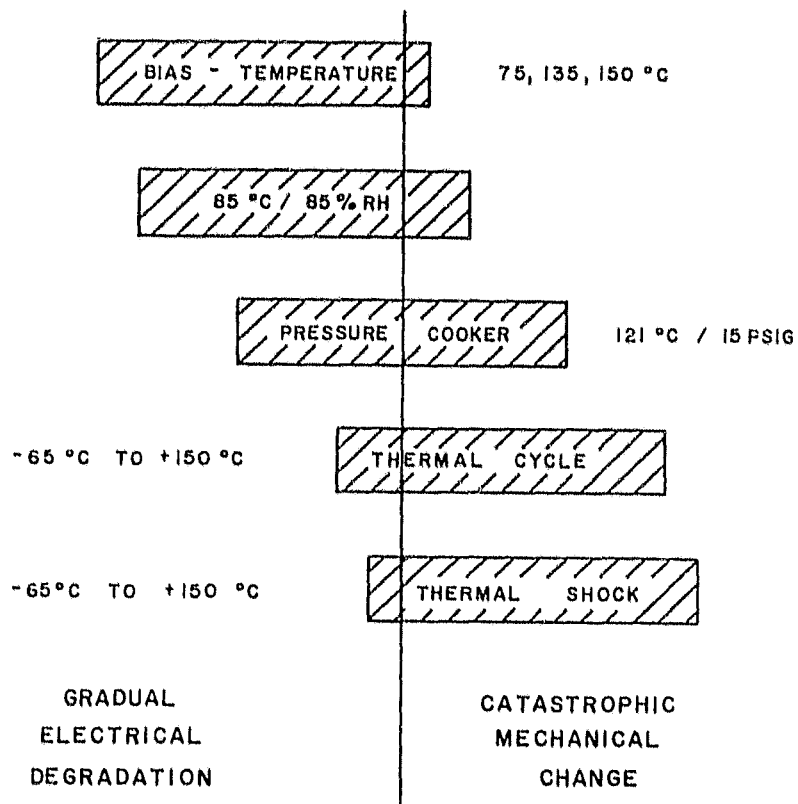 BIAS - TEMPERATURE 75, 135, 150 °C
85 °C / 85 % RH
PRESSURE COOKER 121 °C / 15 PSIG
-65 °C TO +150 °C THERMAL CYCLE
-65°C TO +150 °C THERMAL SHOCK
GRADUAL
ELECTRICAL
DEGRADATION
CATASTROPHIC
MECHANICAL
CHANGE